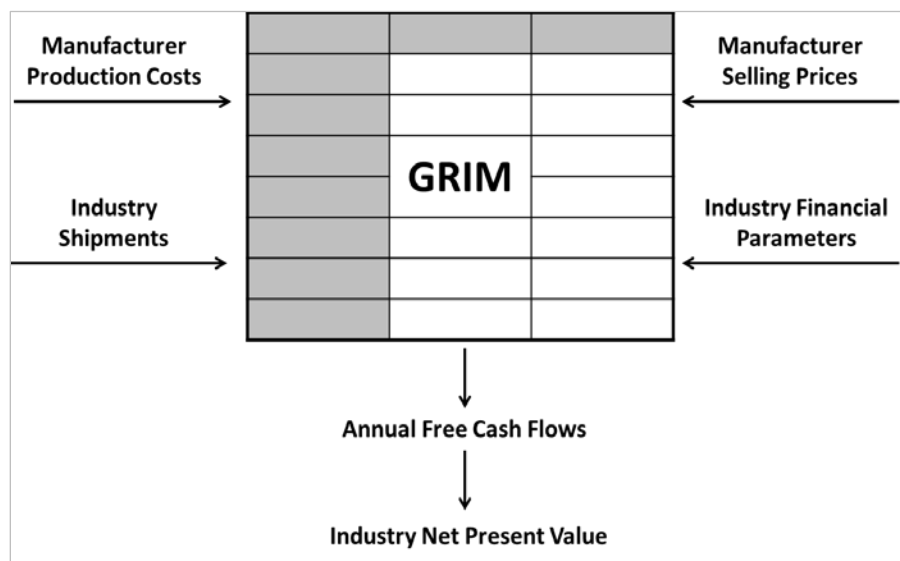 Manufacturer
Production Costs
Manufacturer
Selling Prices
GRIM
Industry
Shipments
Industry Financial
Parameters
Annual Free Cash Flows
Industry Net Present Value